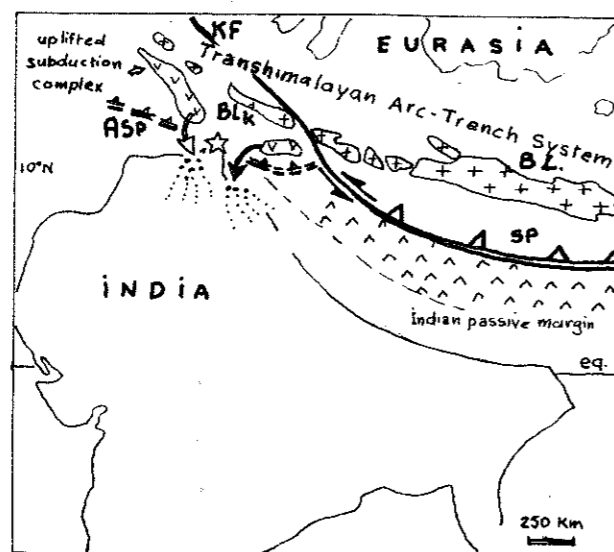 KF
EURASIA
uplifted
subduction
complex
Transhimalayan Arc-Trench System
BLK
ASP
10°N
BL.
SP
İNDİA
Indian passive margin
eq.
250 Km